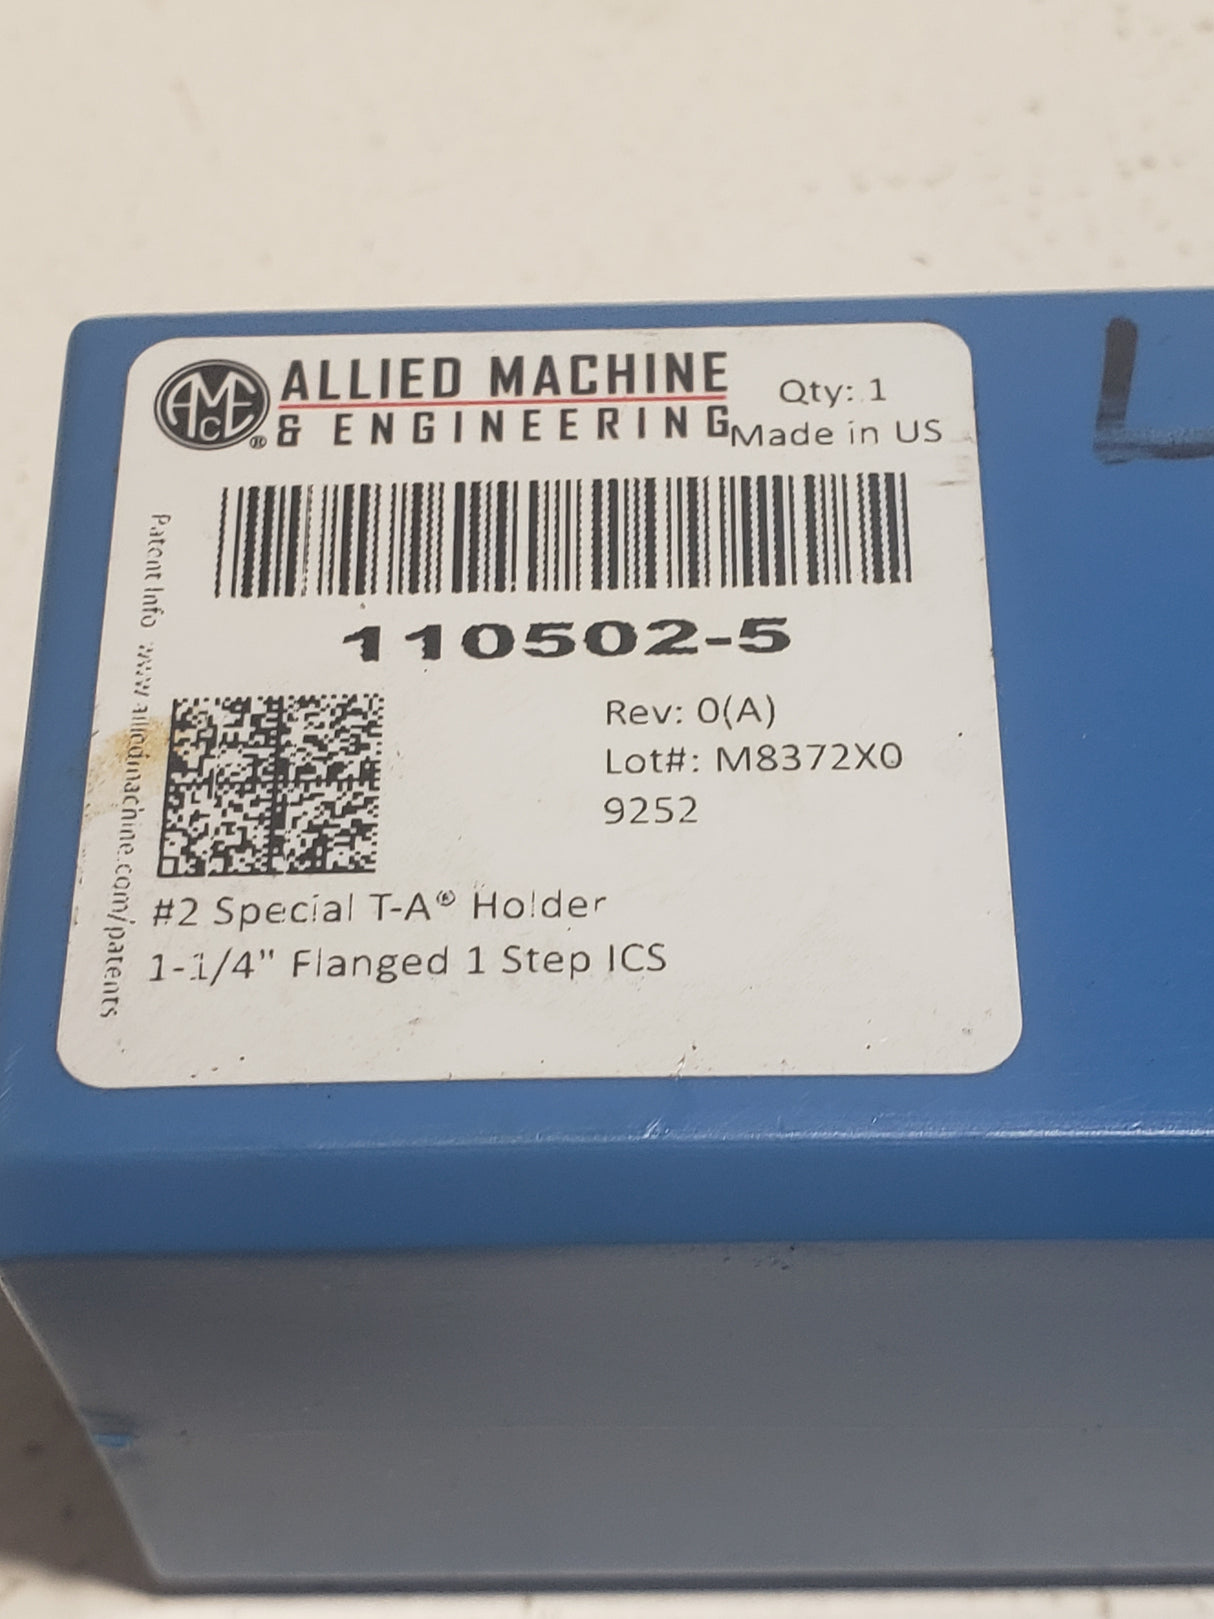 AMEC®
ALLIED MACHINE
& ENGINEERING
Qty: 1
Made in US
110502-5
Rev: 0(A)
Lot#: M8372X0
9252
#2 Special T-A® Holder
1-1/4" Flanged 1 Step ICS
Patent Info www.alliedmachine.com/patents
L